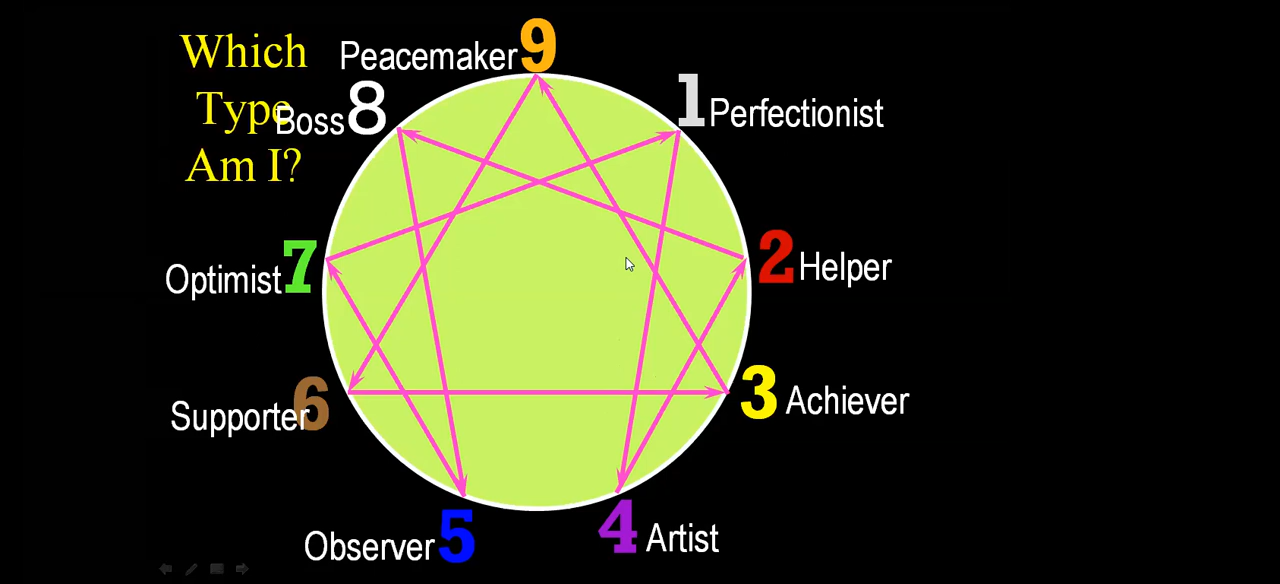 Which
Type
Am I?
Peacemaker 9
Boss 8
1 Perfectionist
Optimist 7
2 Helper
Supporter 6
3 Achiever
Observer 5
4 Artist